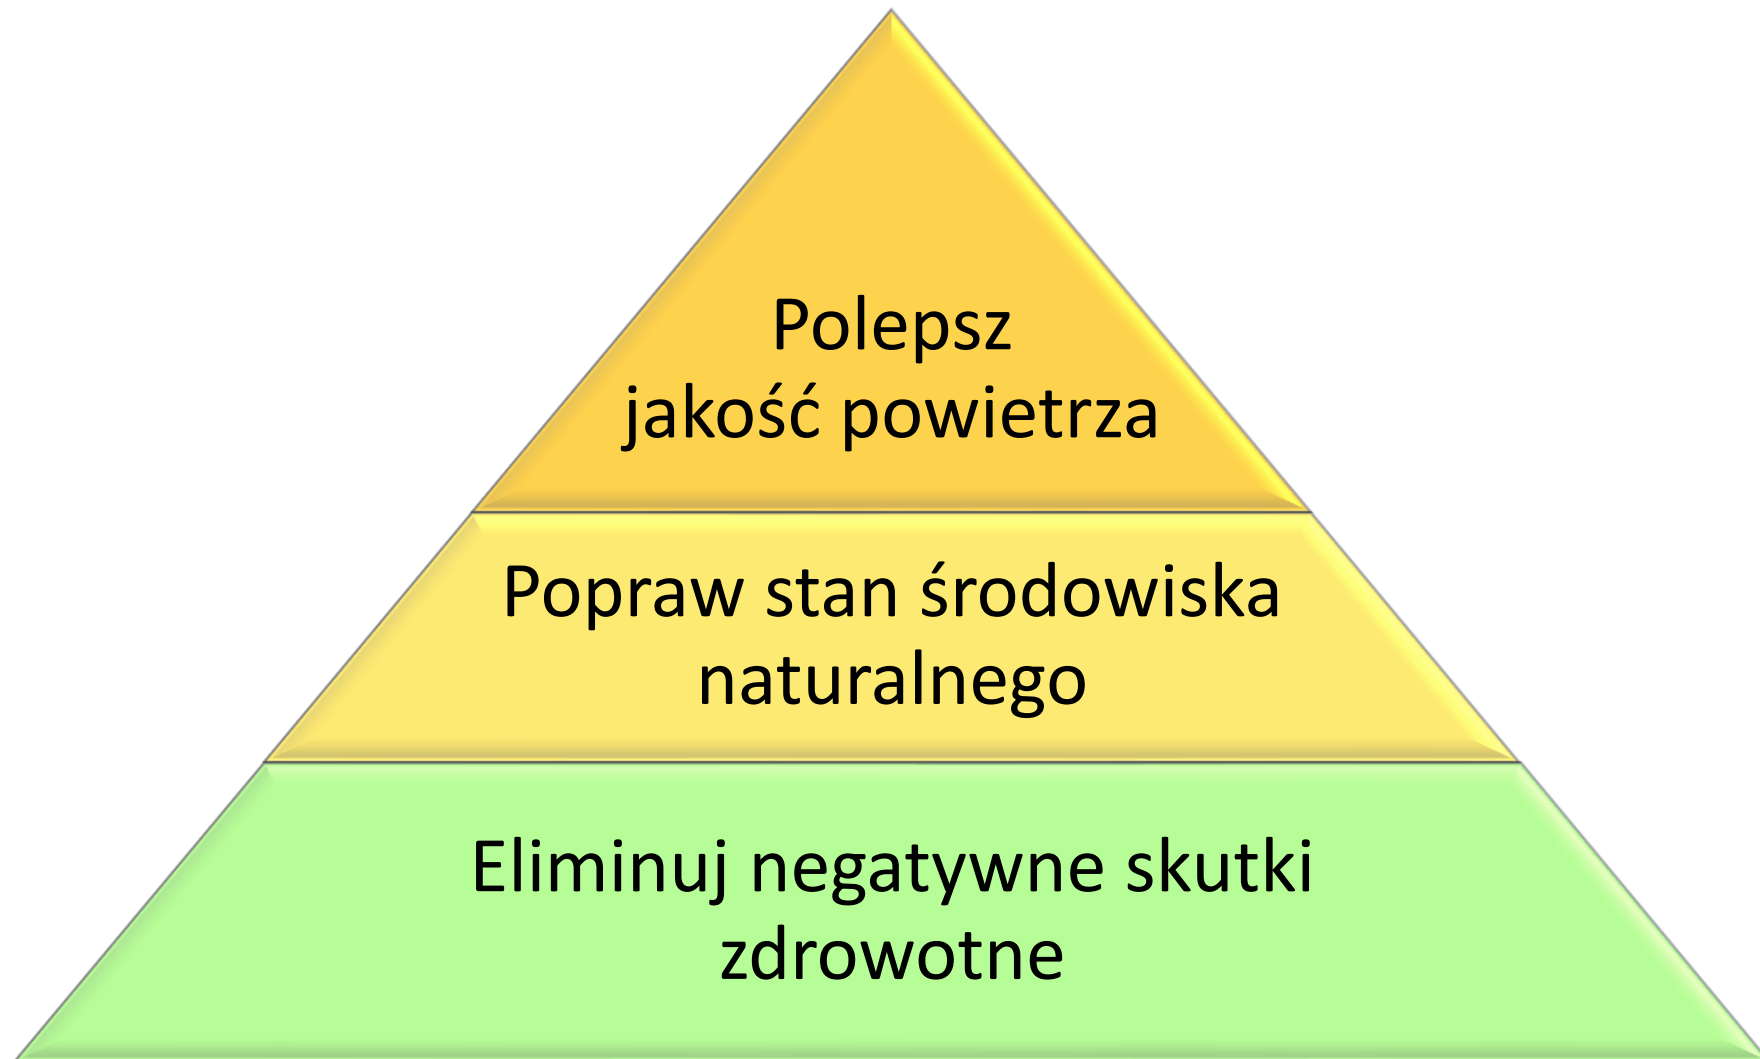 Polepsz
jakość powietrza
Popraw stan środowiska
naturalnego
Eliminuj negatywne skutki
zdrowotne